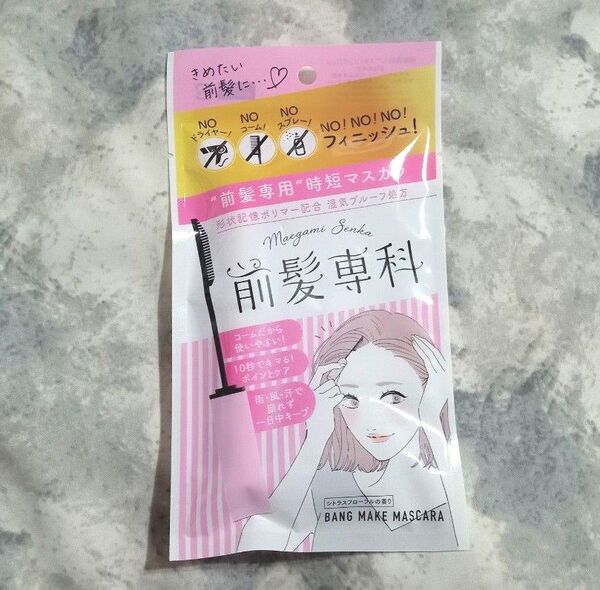 きめたい
前髪に…♡
NO
ドライヤー!
NO
コーム!
NO
スプレー!
NO! NO! NO!
フィニッシュ!
"前髪専用"時短マスカラ
形状記憶ポリマー配合 湿気プルーフ処方
Maegami Senka
前髪専科
コームだから
使いやすい!
10秒でキマる!
ポイントケア
雨・風・汗で
崩れず
一日中キープ
シトラスフローラルの香り
BANG MAKE MASCARA